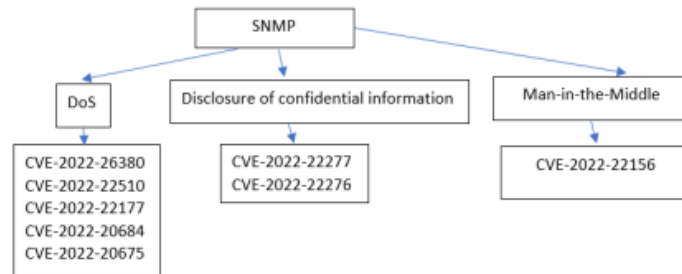 SNMP
DoS
Disclosure of confidential information
Man-in-the-Middle
CVE-2022-26380
CVE-2022-22510
CVE-2022-22177
CVE-2022-20684
CVE-2022-20675
CVE-2022-22277
CVE-2022-22276
CVE-2022-22156